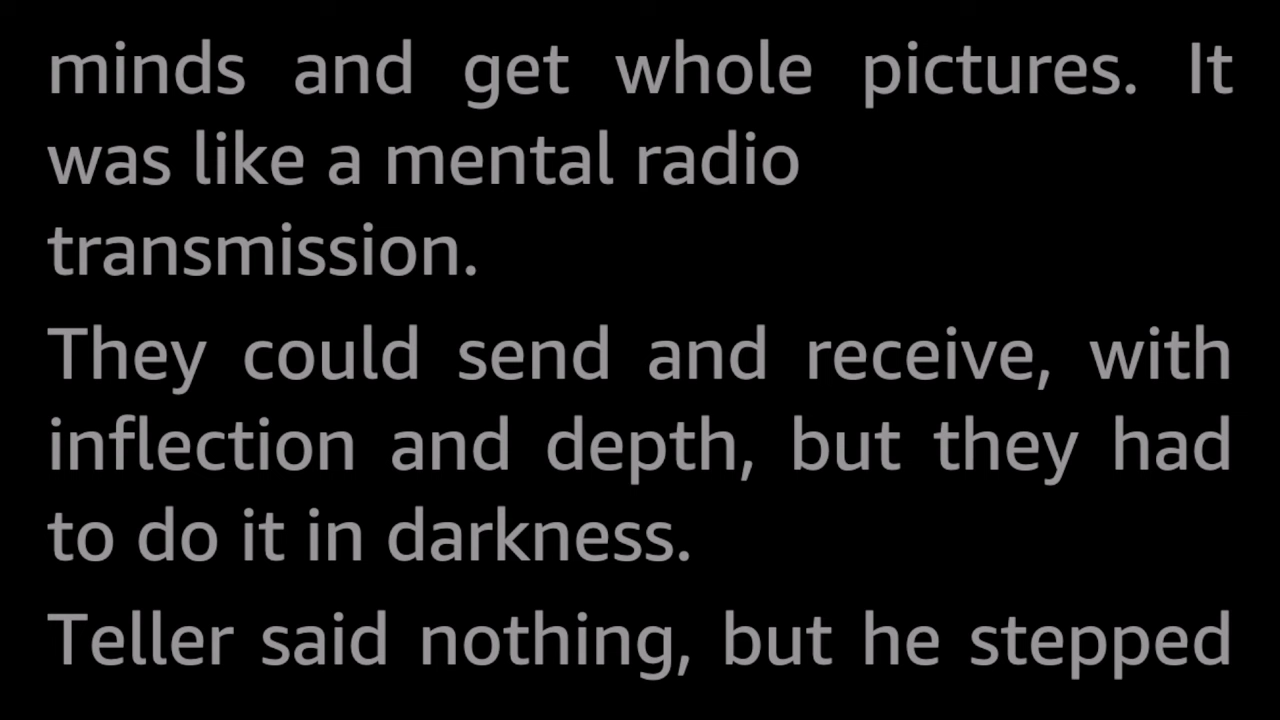 minds and get whole pictures. It
was like a mental radio
transmission.
They could send and receive, with
inflection and depth, but they had
to do it in darkness.
Teller said nothing, but he stepped